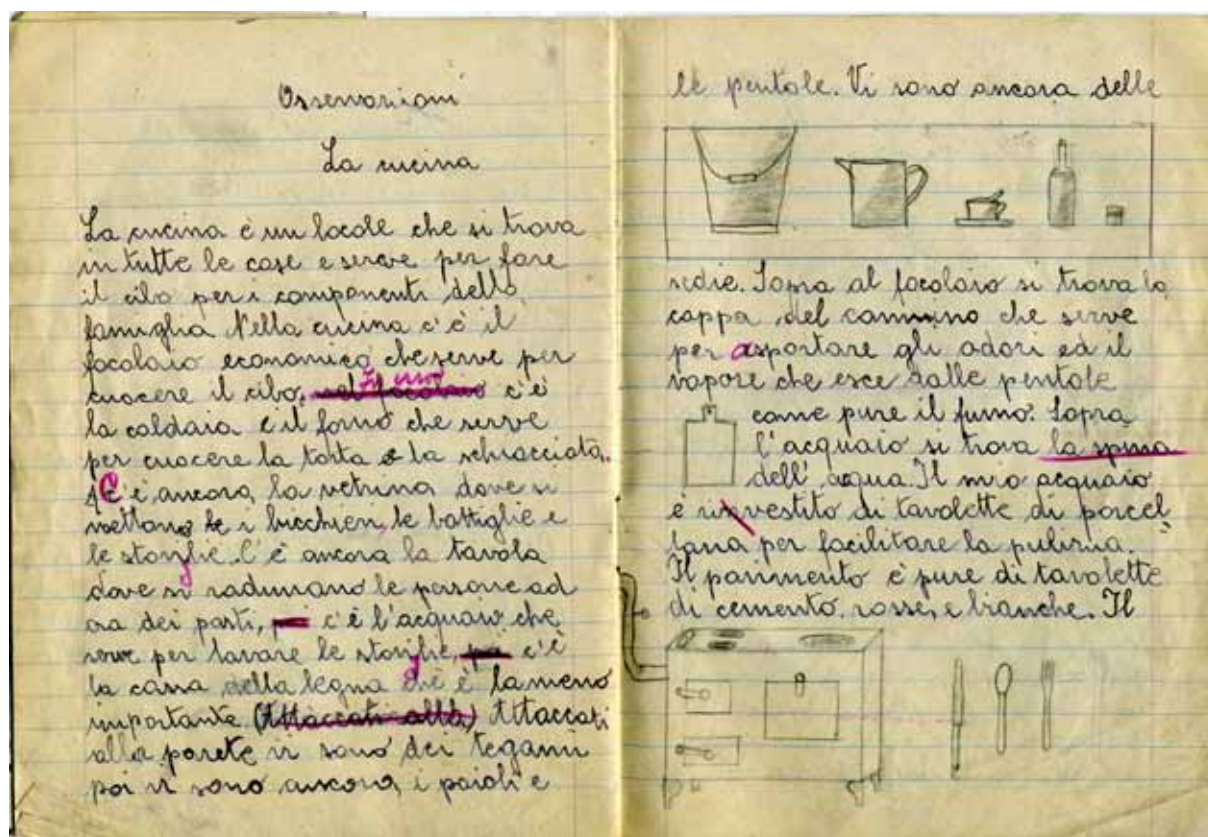 Osservazioni
La cucina
La cucina è un locale che si trova
in tutte le case e serve per fare
il cibo per i componenti della
famiglia Nella cucina c'è il
focolaio economico che serve per
cuocere il cibo, nel focolaio In esso c'è
la caldaia e il forno che serve
per cuocere la torta e la schiacciata.
C'è ancora la vetrina dove si
mettono i bicchieri, le bottiglie e
le stoviglie. C'è ancora la tavola
dove si radunano le persone ad
ora dei pasti, c'è l'acquaio che
serve per lavare le stoviglie, c'è
la cassa della legna che è la meno
importante (Attaccati alla) Attaccati
alla parete vi sono dei tegami
poi vi sono ancora, i paioli e
le pentole. Vi sono ancora delle
sedie. Sopra al focolaio si trova la
cappa del cammino che serve
per asportare gli odori ed il
vapore che esce dalle pentole
come pure il fumo. Sopra
l'acquaio si trova la spina
dell'acqua. Il mio acquaio
è rinvestito di tavolette di porcel
lana per facilitare la pulizia.
Il pavimento è pure di tavolette
di cemento, rosse, e bianche. Il